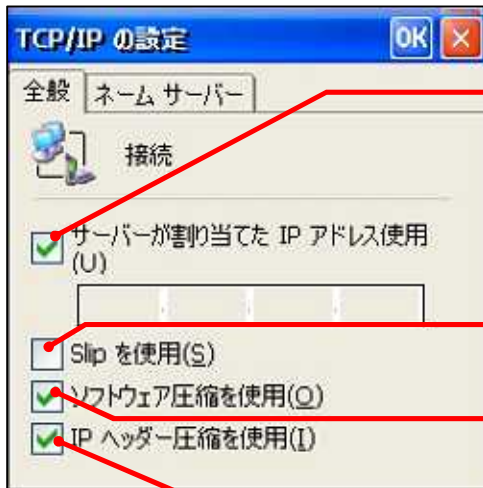 TCP/IP の設定
OK
全般
ネーム サーバー
接続
サーバーが割り当てた IP アドレス使用
(U)
Slip を使用(S)
ソフトウェア圧縮を使用(O)
IP ヘッダー圧縮を使用(I)